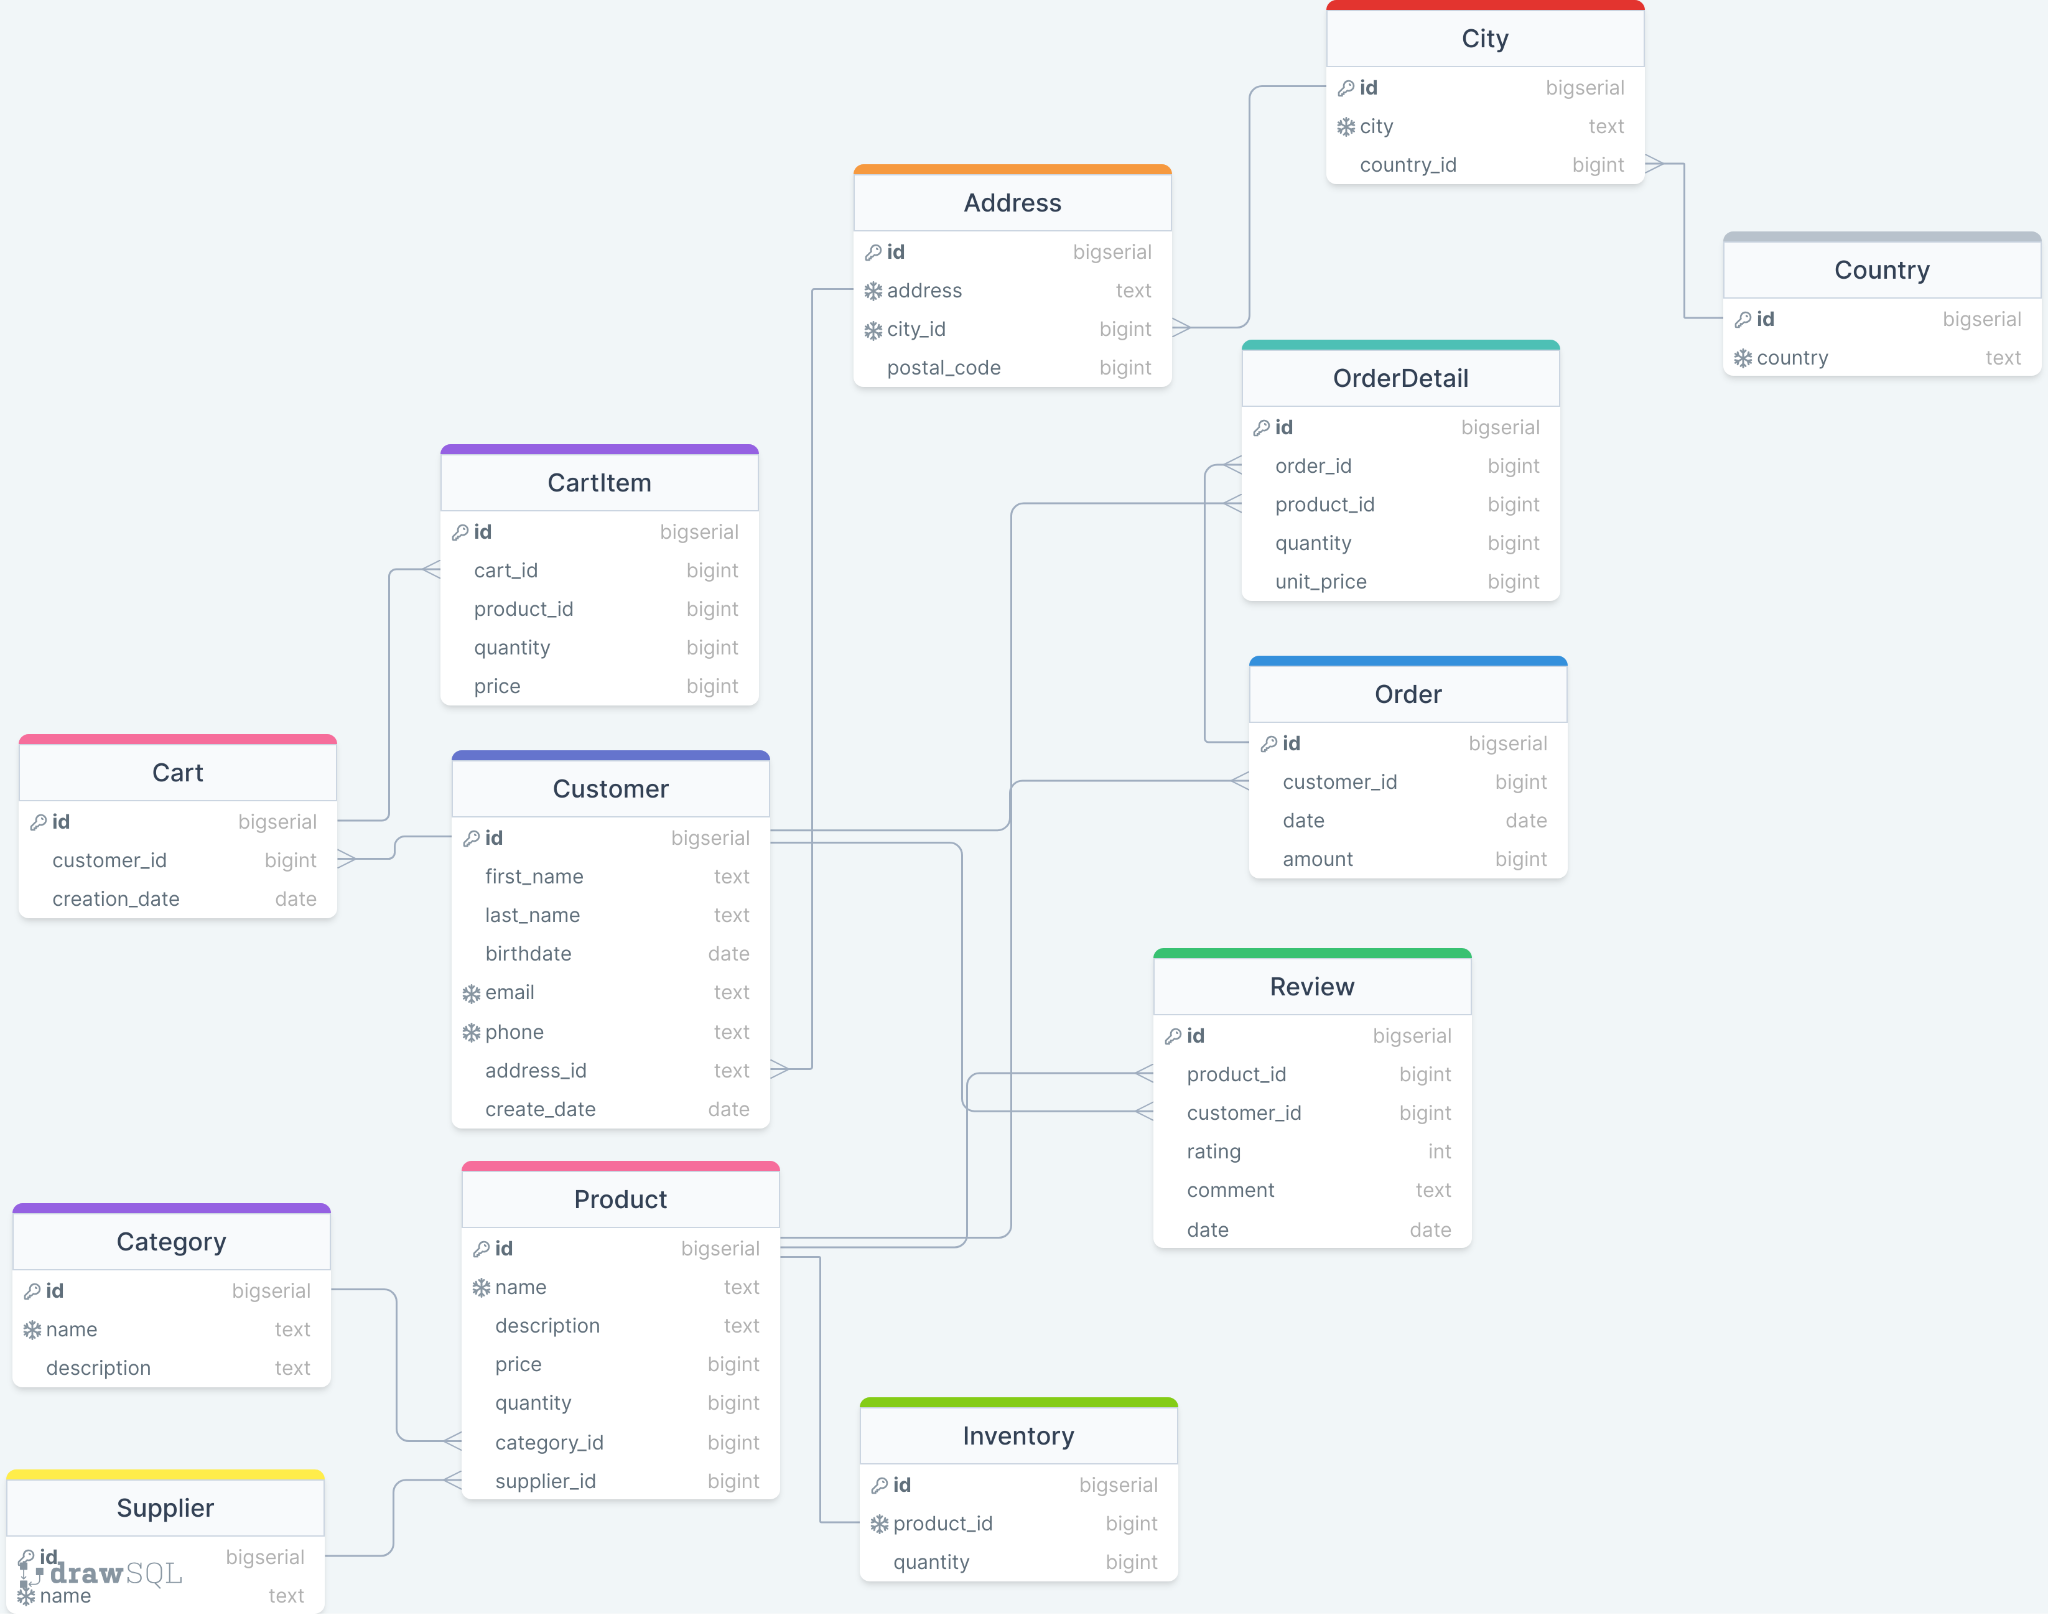 City
id bigserial
city text
country_id bigint
Address
id bigserial
address text
city_id bigint
postal_code bigint
Country
id bigserial
country text
OrderDetail
id bigserial
order_id bigint
product_id bigint
quantity bigint
unit_price bigint
CartItem
id bigserial
cart_id bigint
product_id bigint
quantity bigint
price bigint
Order
id bigserial
customer_id bigint
date date
amount bigint
Cart
id bigserial
customer_id bigint
creation_date date
Customer
id bigserial
first_name text
last_name text
birthdate date
email text
phone text
address_id text
create_date date
Review
id bigserial
product_id bigint
customer_id bigint
rating int
comment text
date date
Product
id bigserial
name text
description text
price bigint
quantity bigint
category_id bigint
supplier_id bigint
Category
id bigserial
name text
description text
Inventory
id bigserial
product_id bigint
quantity bigint
Supplier
id bigserial
name text
drawSQL